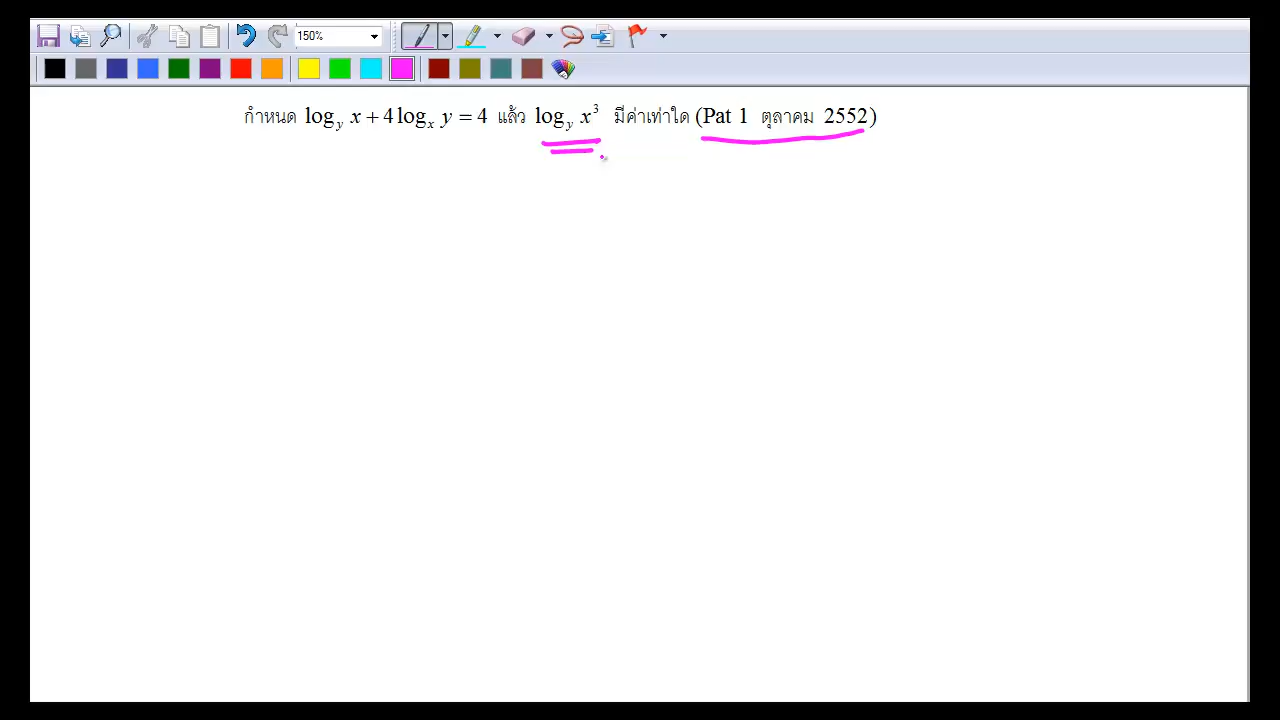 150%
กำหนด log_y x + 4 log_x y = 4 แล้ว log_y x³ มีค่าเท่าใด (Pat 1 ตุลาคม 2552)